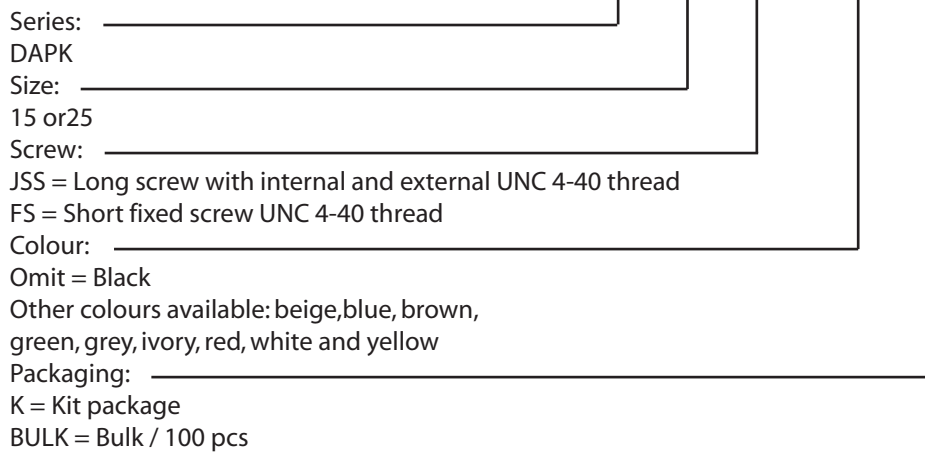 Series:
DAPK
Size:
15 or25
Screw:
JSS = Long screw with internal and external UNC 4-40 thread
FS = Short fixed screw UNC 4-40 thread
Colour:
Omit = Black
Other colours available: beige,blue, brown,
green, grey, ivory, red, white and yellow
Packaging:
K = Kit package
BULK = Bulk / 100 pcs